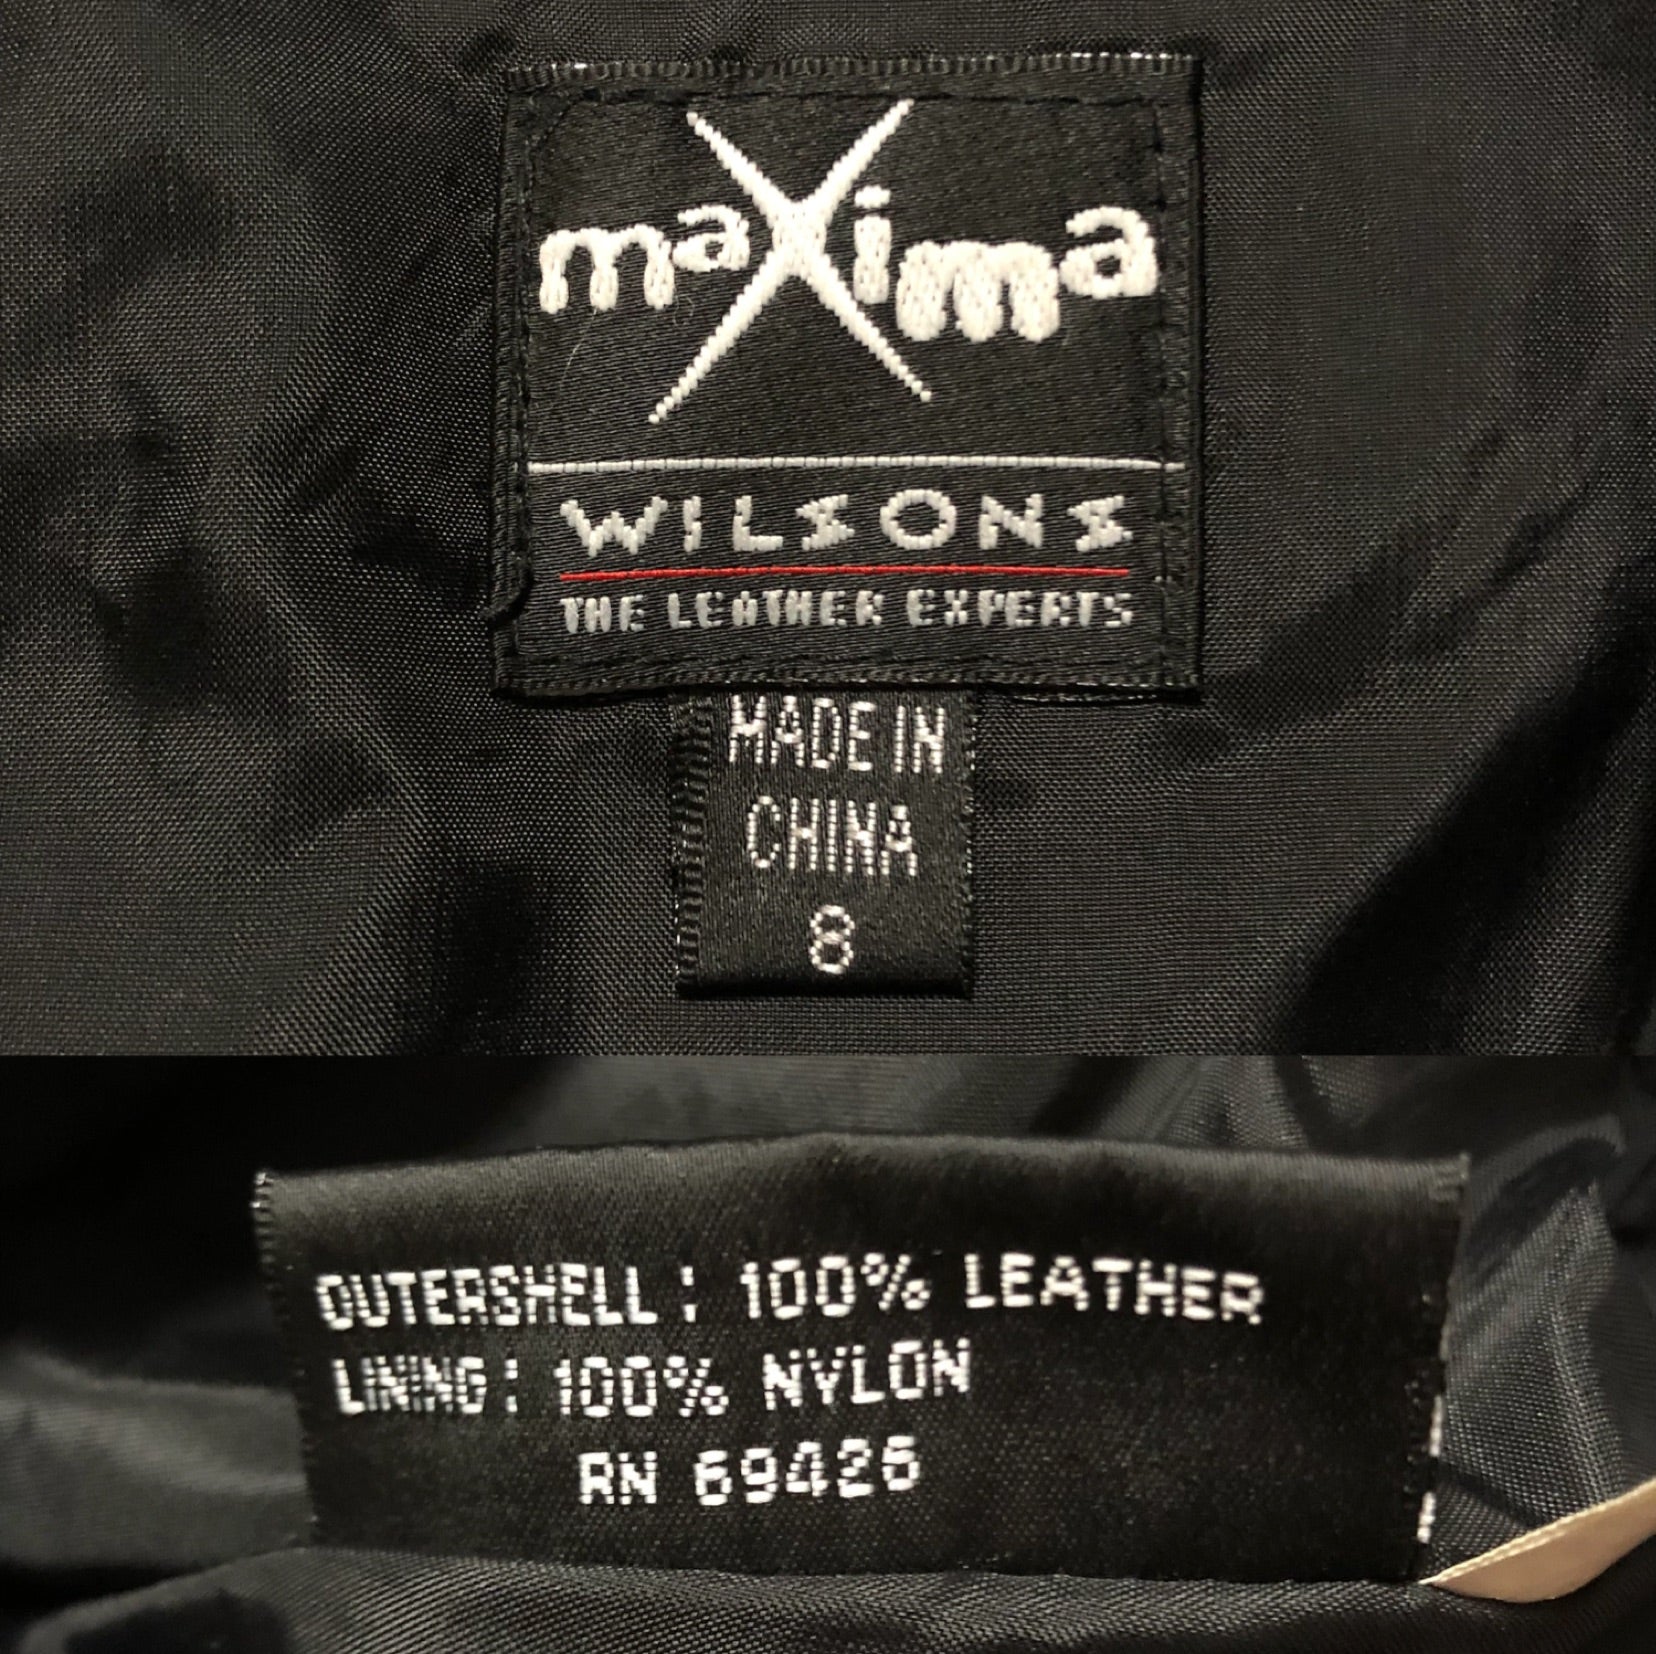 maXima
WILSONS
THE LEATHER EXPERTS
MADE IN
CHINA
8
OUTERSHELL: 100% LEATHER
LINING: 100% NYLON
RN 69426